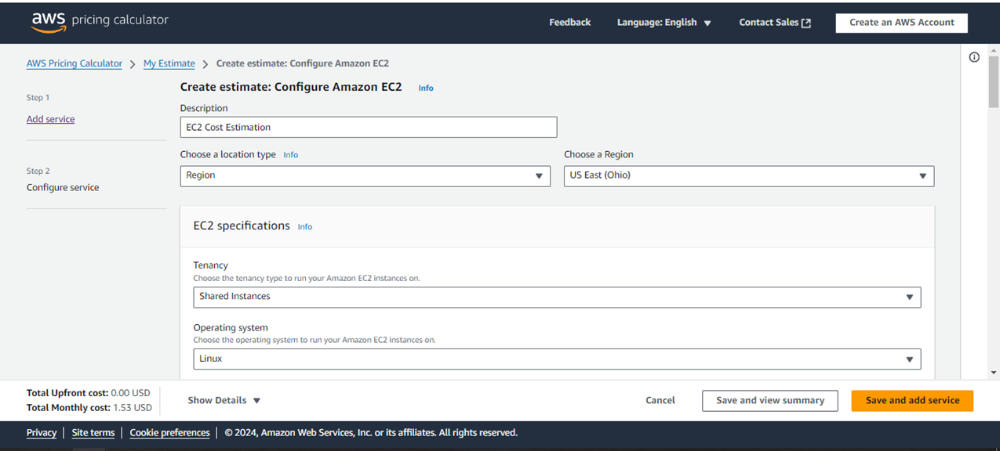 aws pricing calculator
Feedback
Language: English
Contact Sales
Create an AWS Account
AWS Pricing Calculator
My Estimate
Create estimate: Configure Amazon EC2
Step 1
Add service
Step 2
Configure service
Create estimate: Configure Amazon EC2 Info
Description
EC2 Cost Estimation
Choose a location type Info
Region
Choose a Region
US East (Ohio)
EC2 specifications Info
Tenancy
Choose the tenancy type to run your Amazon EC2 instances on.
Shared Instances
Operating system
Choose the operating system to run your Amazon EC2 instances on.
Linux
Total Upfront cost: 0.00 USD
Total Monthly cost: 1.53 USD
Show Details
Cancel
Save and view summary
Save and add service
Privacy | Site terms | Cookie preferences | © 2024, Amazon Web Services, Inc. or its affiliates. All rights reserved.